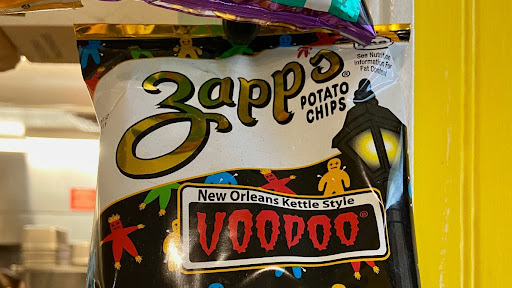 See Nutrition
Information For
Fat Content
Zapp's®
POTATO
CHIPS
New Orleans Kettle Style
VOODOO®